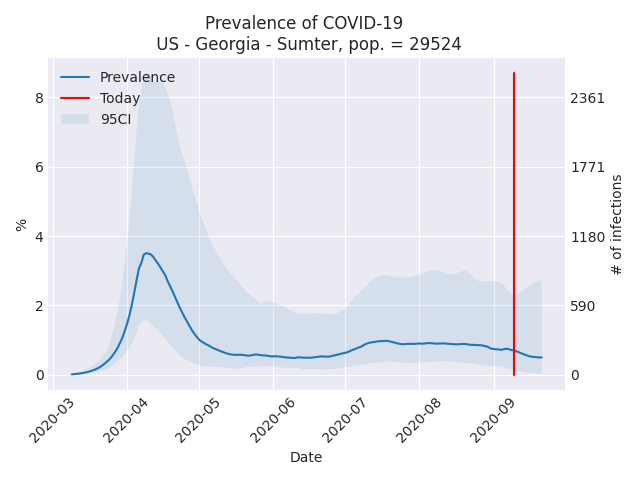 Prevalence of COVID-19
US - Georgia - Sumter, pop. = 29524
Prevalence
Today
95CI
%
8
6
4
2
0
2361
1771
1180
590
0
# of infections
2020-03
2020-04
2020-05
2020-06
2020-07
2020-08
2020-09
Date